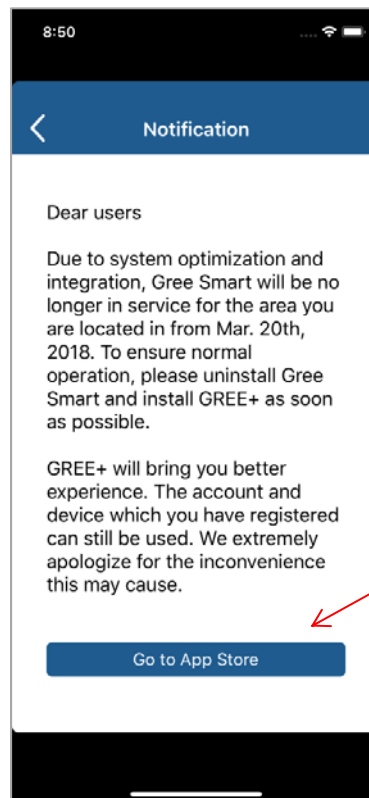 8:50
Notification
Dear users
Due to system optimization and
integration, Gree Smart will be no
longer in service for the area you
are located in from Mar. 20th,
2018. To ensure normal
operation, please uninstall Gree
Smart and install GREE+ as soon
as possible.
GREE+ will bring you better
experience. The account and
device which you have registered
can still be used. We extremely
apologize for the inconvenience
this may cause.
Go to App Store